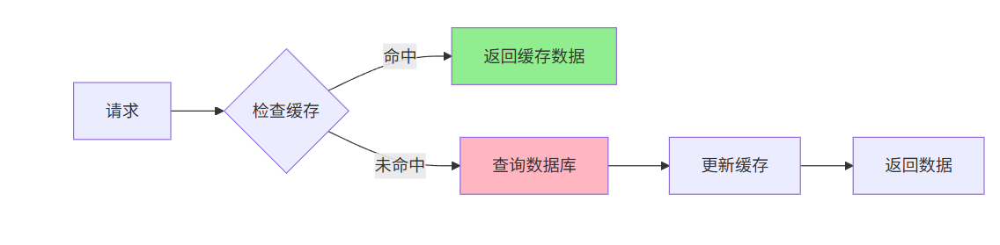 请求
检查缓存
命中
返回缓存数据
未命中
查询数据库
更新缓存
返回数据